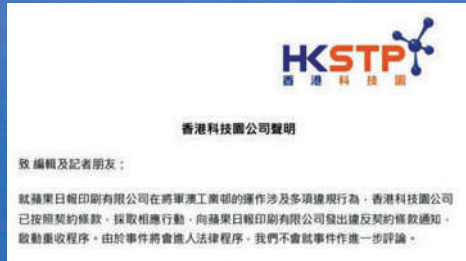 HKSTP
香港科技園
香港科技園公司聲明
致 編輯及記者朋友：
就蘋果日報印刷有限公司在將軍澳工業邨的運作涉及多項違規行為，香港科技園公司
已按照契約條款，採取相應行動，向蘋果日報印刷有限公司發出違反契約條款通知，
啟動重收程序。由於事件將會進入法律程序，我們不會就事件作進一步評論。